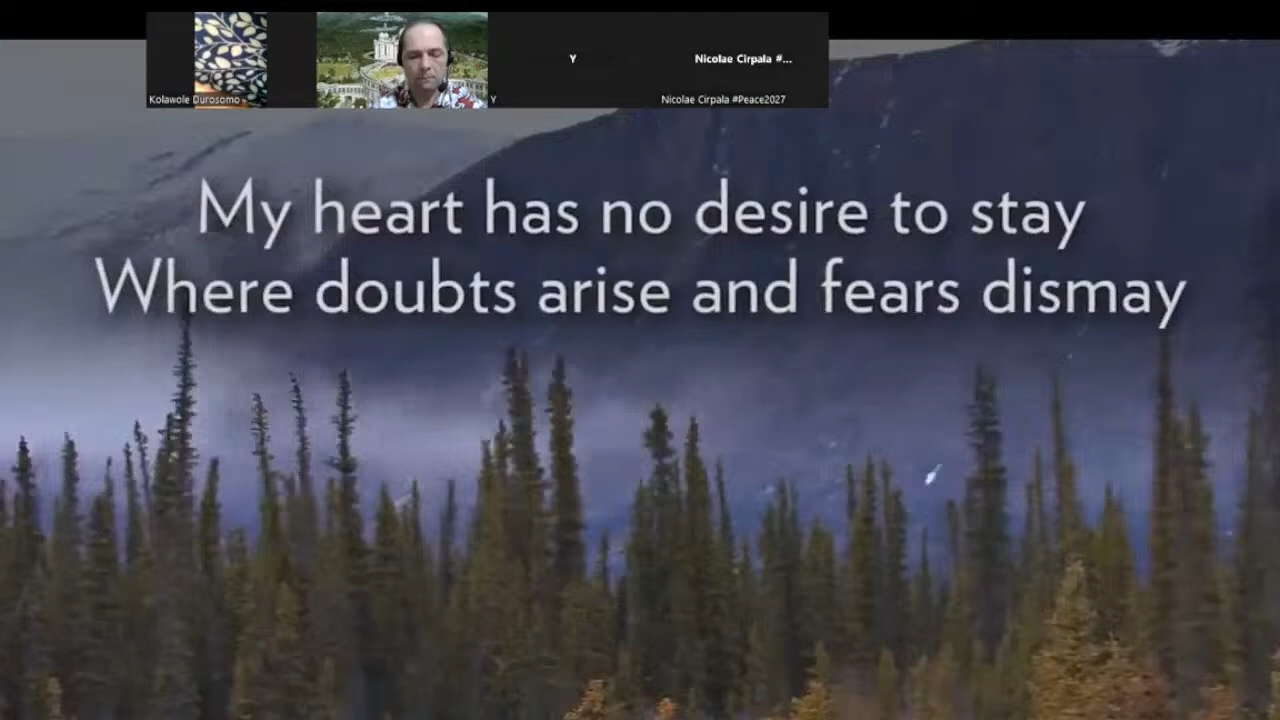 Y
Nicolae Cirpala #...
Kolawole Durosomo
Y
Nicolae Cirpala #Peace2027
My heart has no desire to stay
Where doubts arise and fears dismay